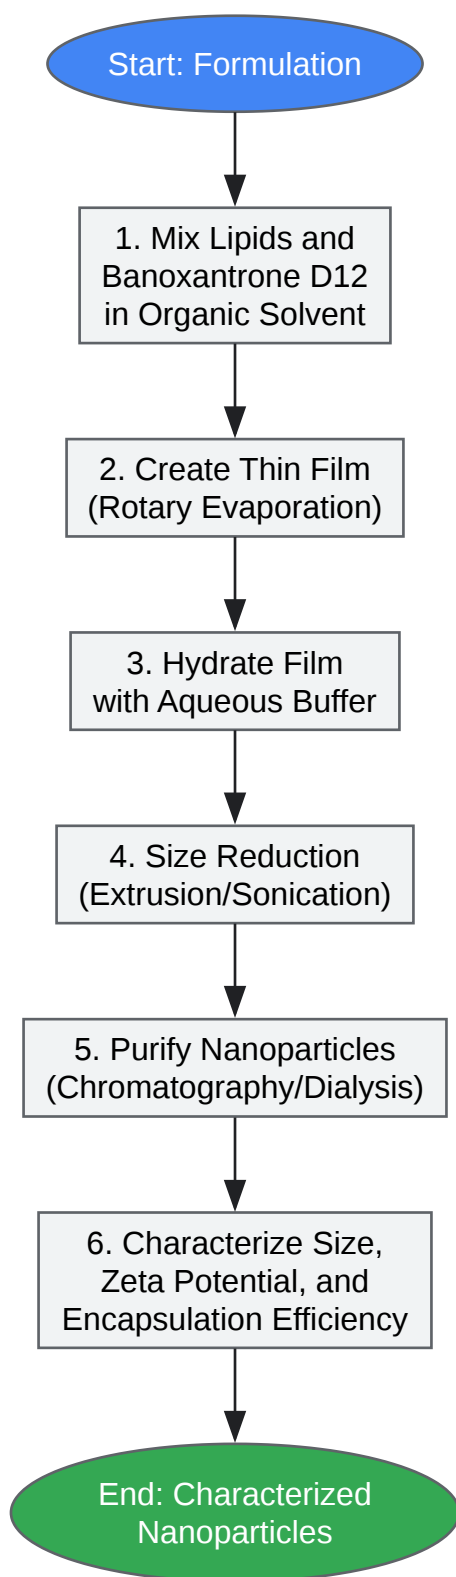 Start: Formulation
1. Mix Lipids and
Banoxantrone D12
in Organic Solvent
2. Create Thin Film
(Rotary Evaporation)
3. Hydrate Film
with Aqueous Buffer
4. Size Reduction
(Extrusion/Sonication)
5. Purify Nanoparticles
(Chromatography/Dialysis)
6. Characterize Size,
Zeta Potential, and
Encapsulation Efficiency
End: Characterized
Nanoparticles